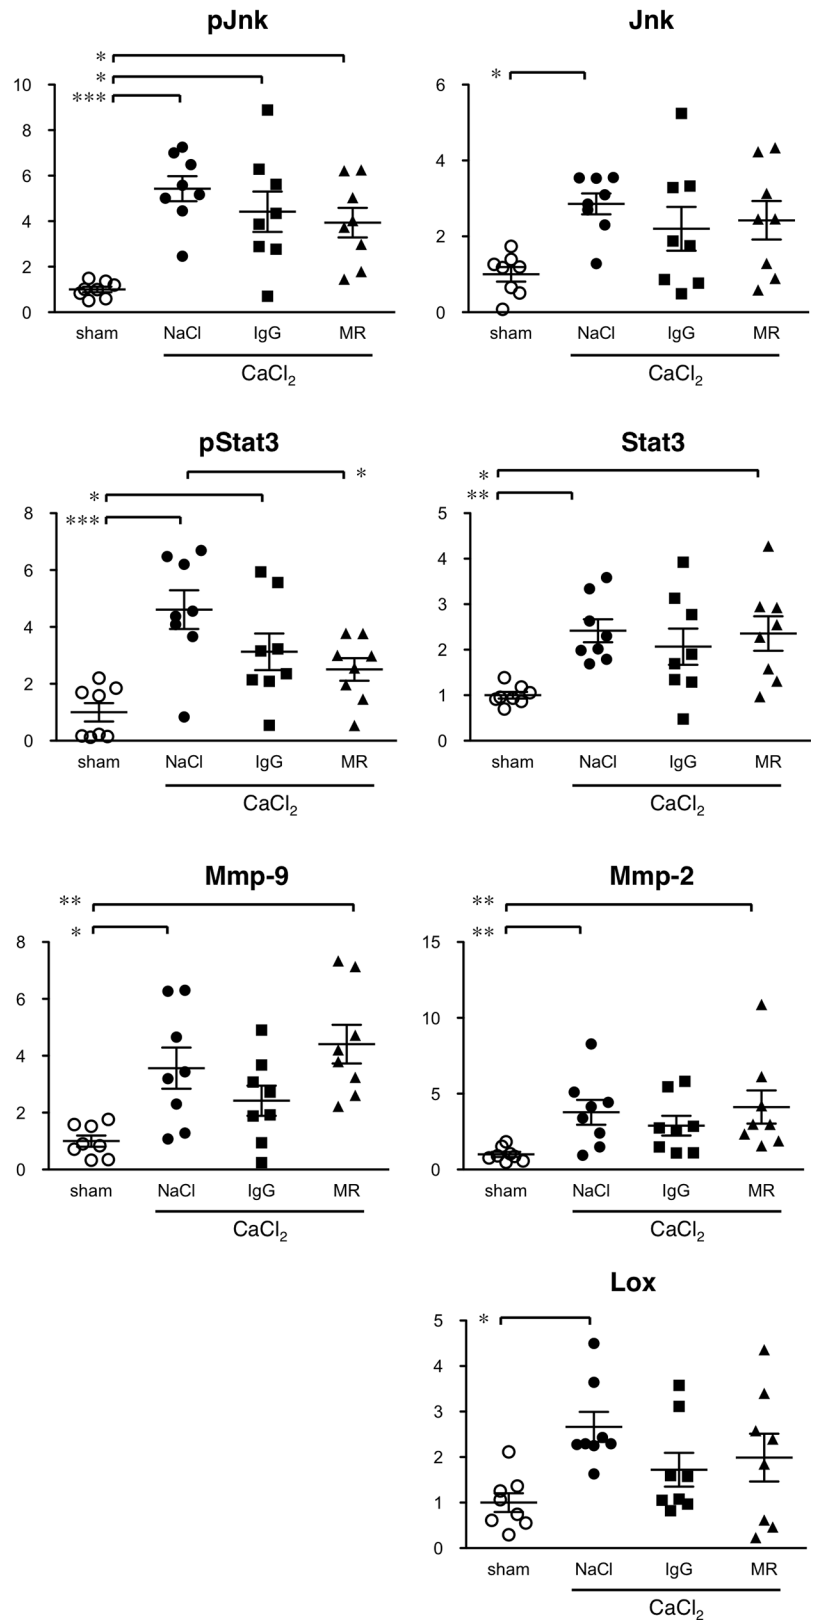 pJnk
*
*
***
10
8
6
4
2
0
sham NaCl IgG MR
CaCl₂
Jnk
*
6
4
2
0
sham NaCl IgG MR
CaCl₂
pStat3
*
*
***
8
6
4
2
0
sham NaCl IgG MR
CaCl₂
Stat3
*
**
5
4
3
2
1
0
sham NaCl IgG MR
CaCl₂
Mmp-9
**
*
8
6
4
2
0
sham NaCl IgG MR
CaCl₂
Mmp-2
**
**
15
10
5
0
sham NaCl IgG MR
CaCl₂
Lox
*
5
4
3
2
1
0
sham NaCl IgG MR
CaCl₂